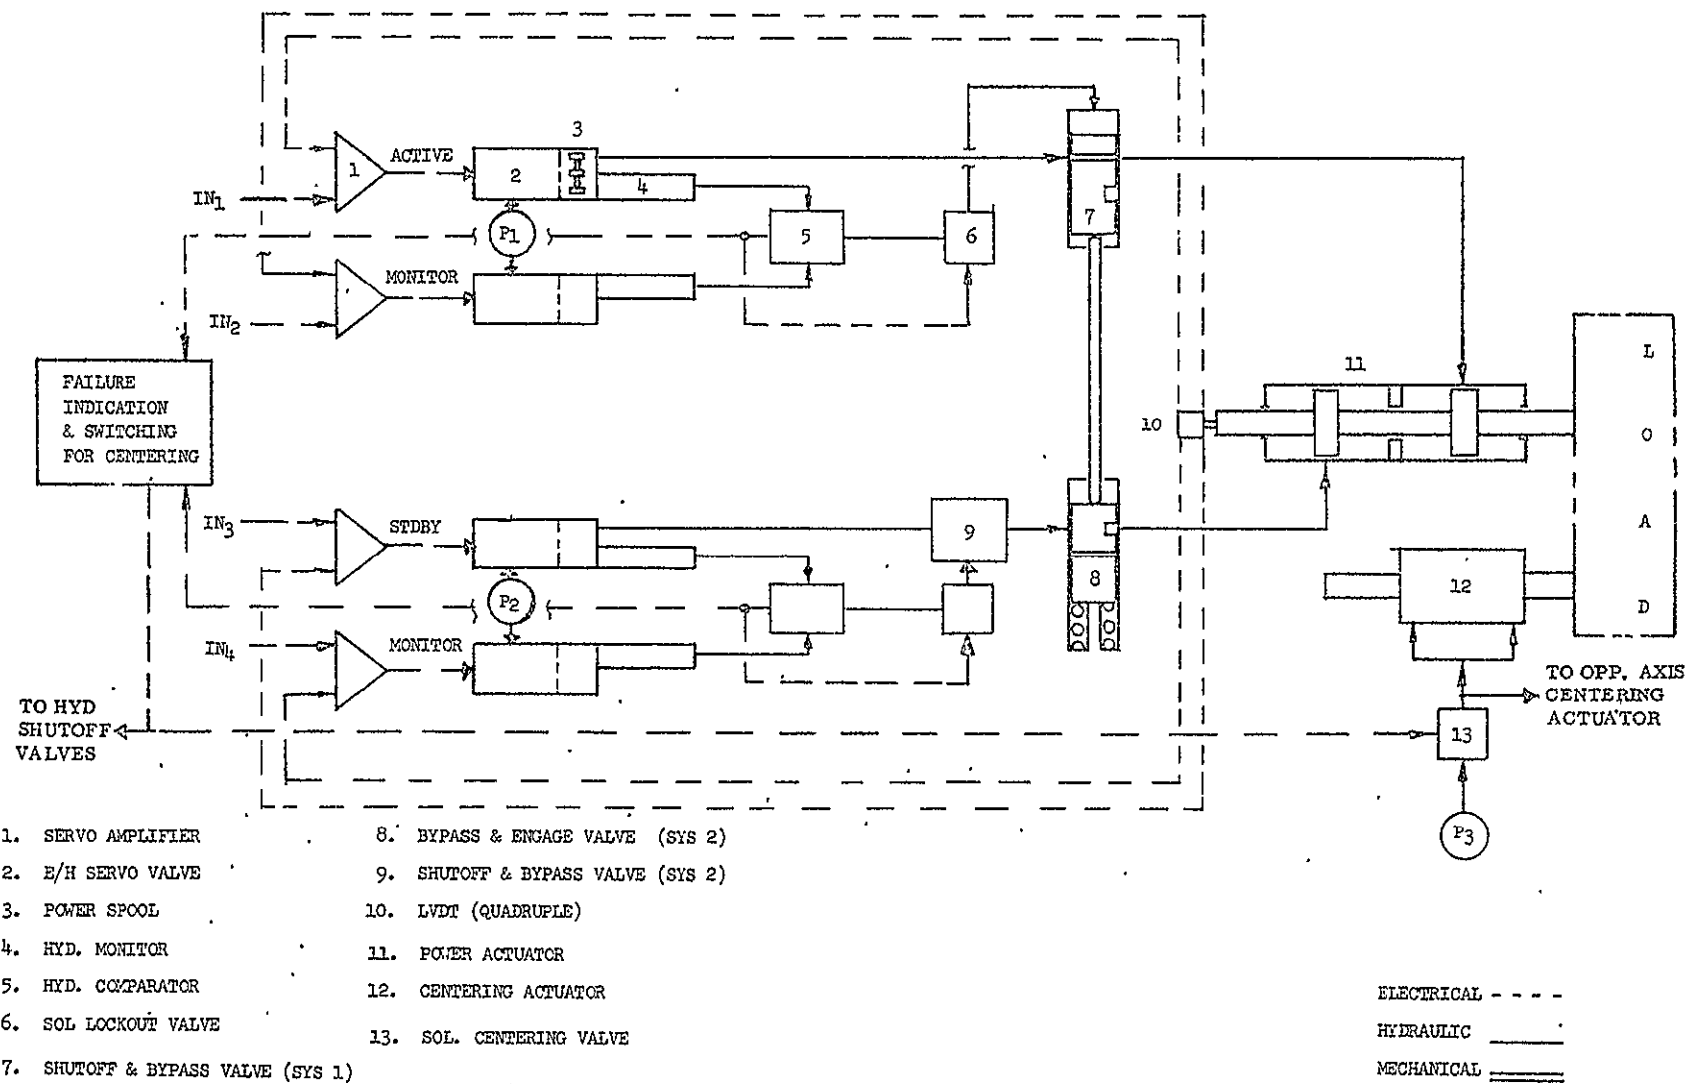 3
1
ACTIVE
2
4
IN1
P1
5
6
7
MONITOR
IN2
FAILURE
INDICATION
& SWITCHING
FOR CENTERING
11
10
L
O
A
D
IN3
STDBY
9
8
P2
12
IN4
MONITOR
TO HYD
SHUTOFF
VALVES
TO OPP. AXIS
CENTERING
ACTUATOR
13
P3
1. SERVO AMPLIFIER
2. E/H SERVO VALVE
3. POWER SPOOL
4. HYD. MONITOR
5. HYD. COMPARATOR
6. SOL LOCKOUT VALVE
7. SHUTOFF & BYPASS VALVE (SYS 1)
8. BYPASS & ENGAGE VALVE (SYS 2)
9. SHUTOFF & BYPASS VALVE (SYS 2)
10. LVDT (QUADRUPLE)
11. POWER ACTUATOR
12. CENTERING ACTUATOR
13. SOL. CENTERING VALVE
ELECTRICAL
HYDRAULIC
MECHANICAL